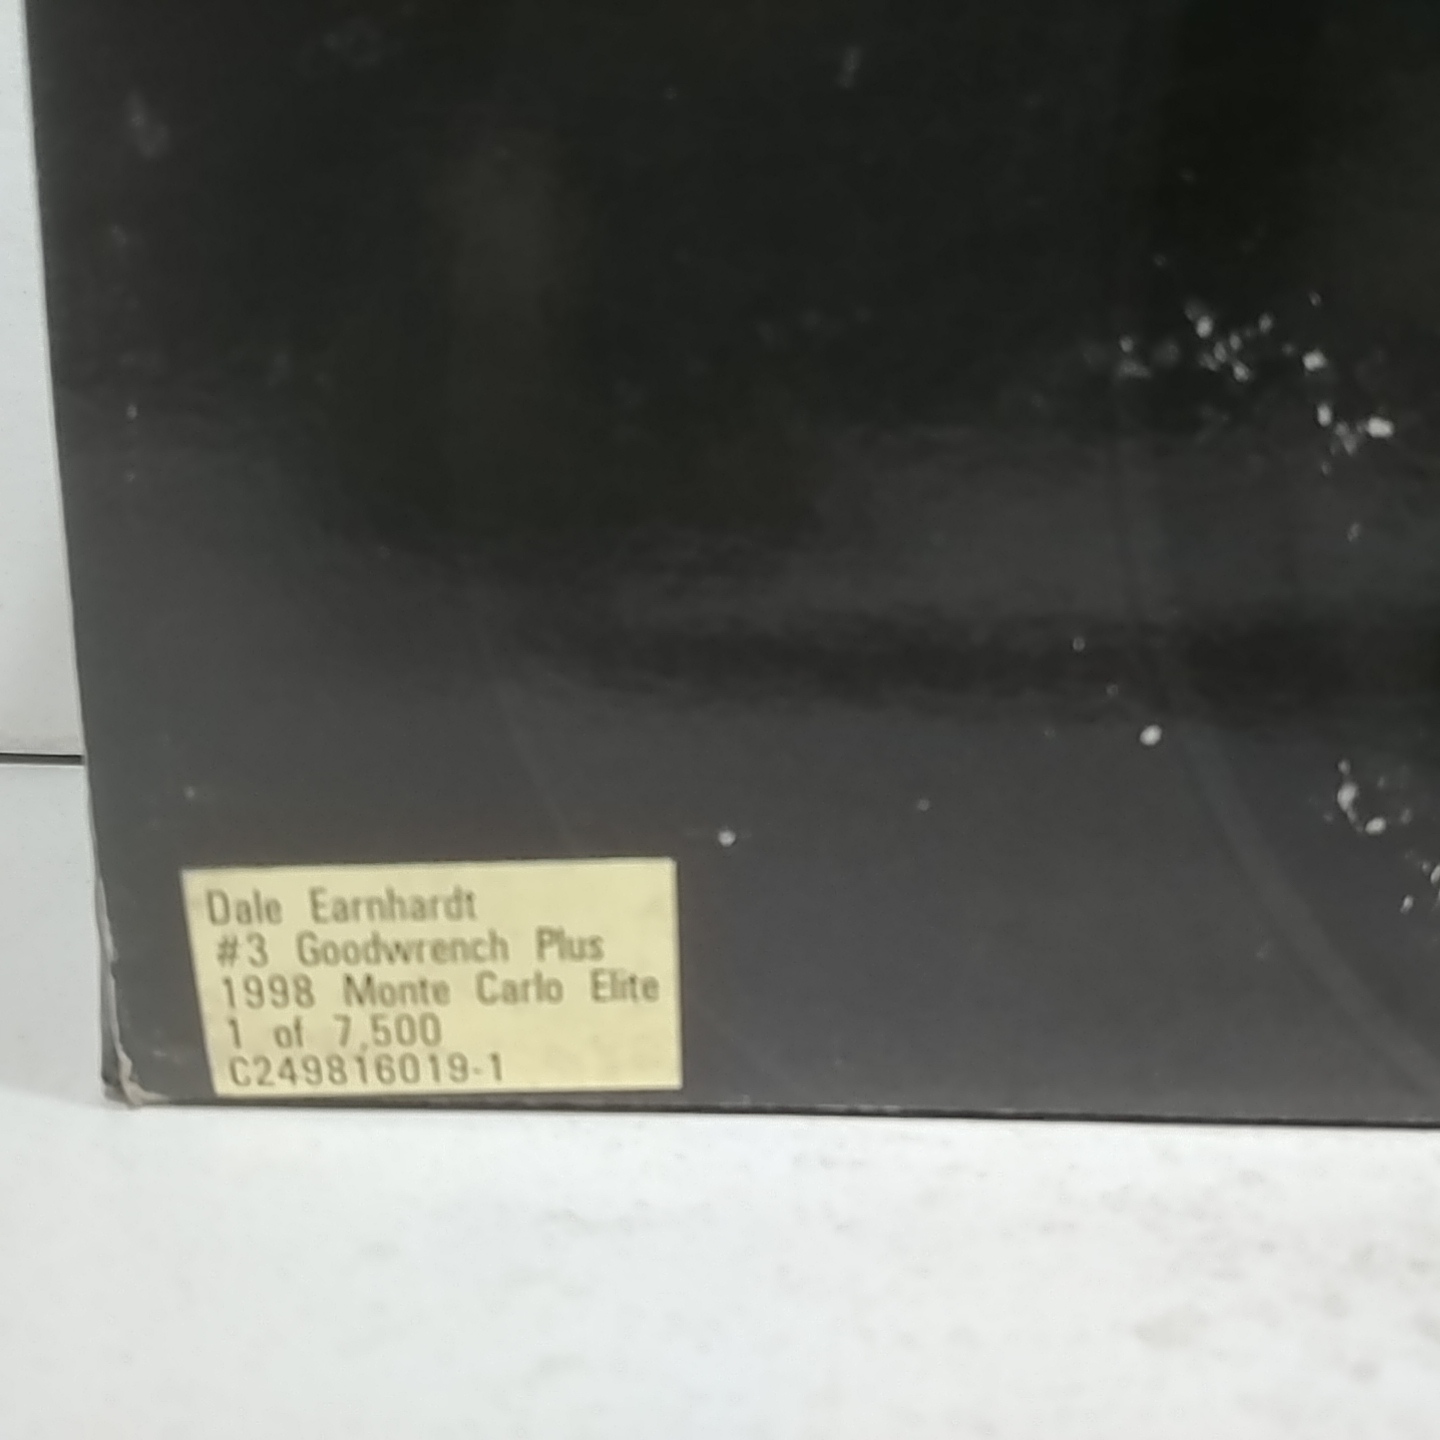 Dale Earnhardt
#3 Goodwrench Plus
1998 Monte Carlo Elite
1 of 7,500
C249816019-1